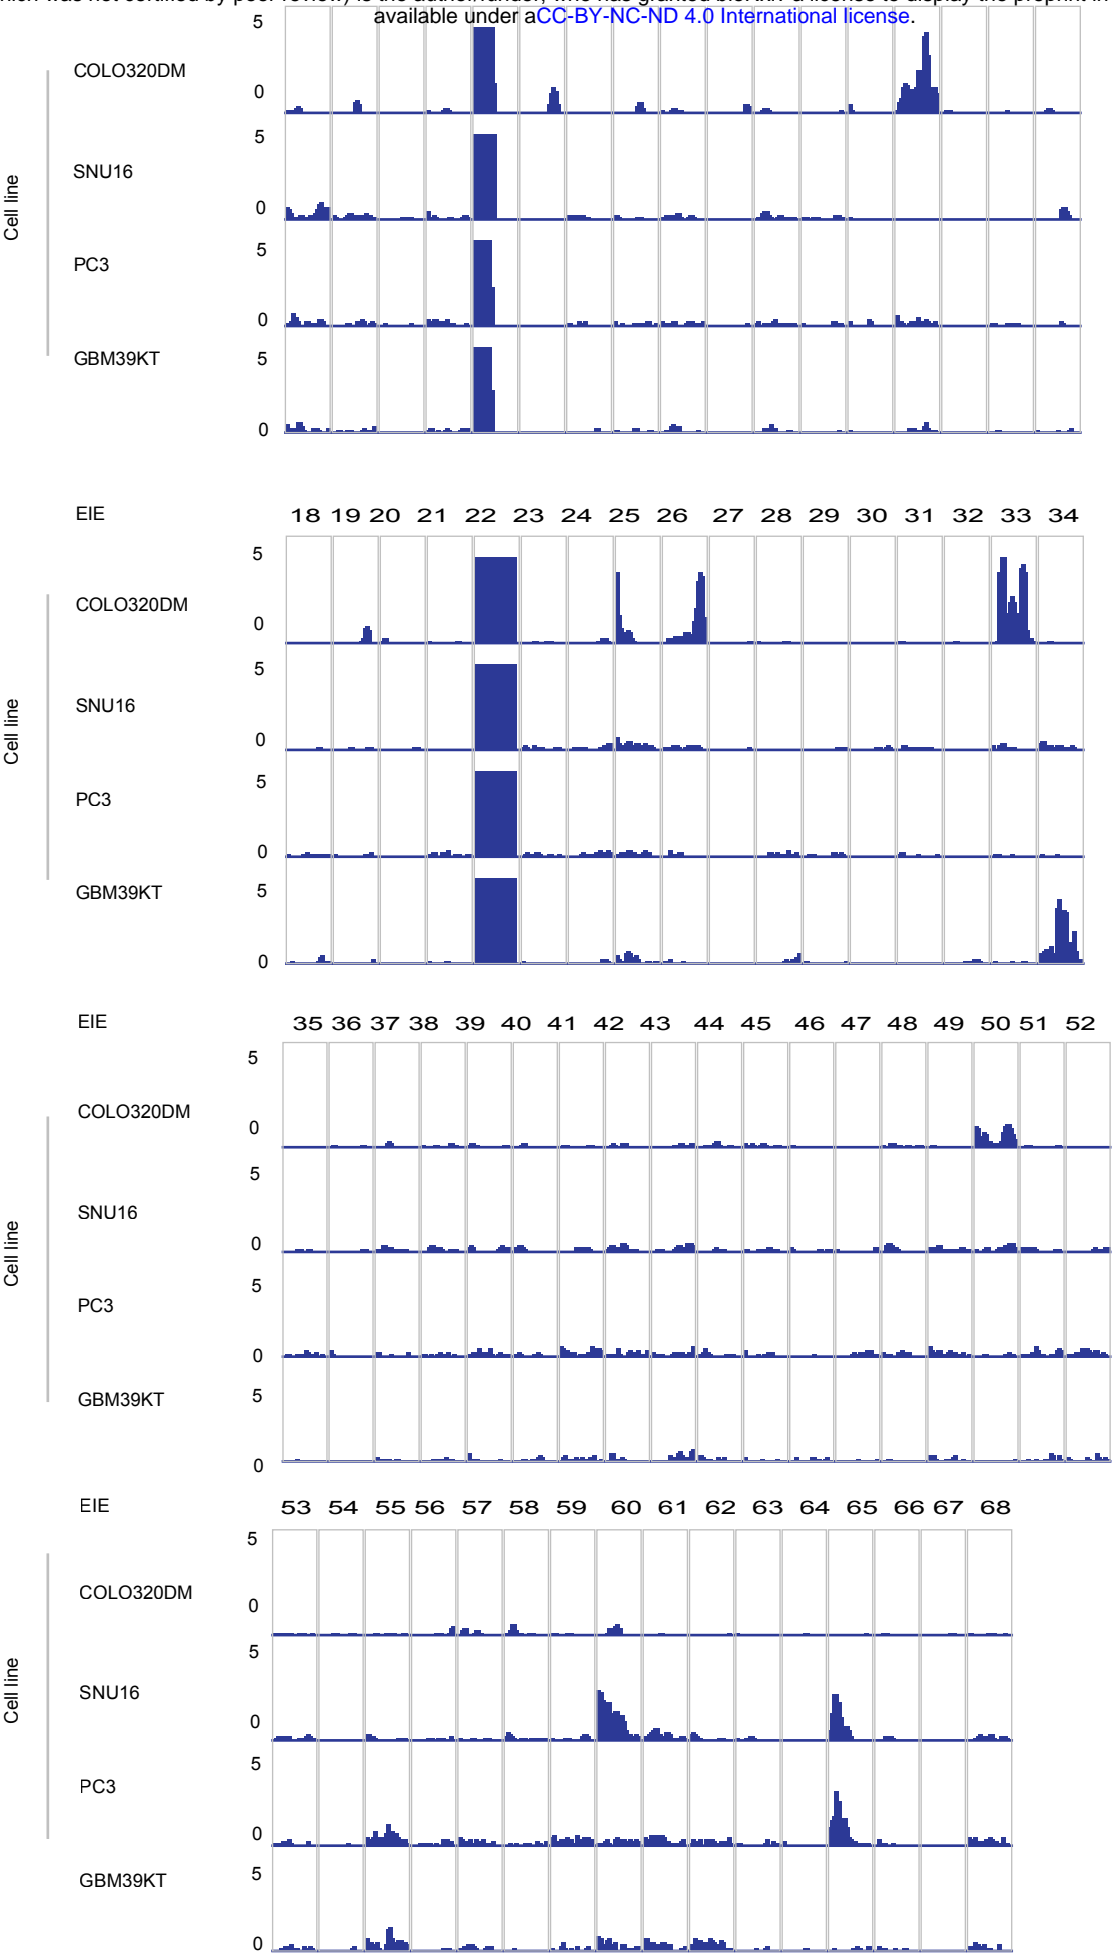 available under aCC-BY-NC-ND 4.0 International license.
5
COLO320DM
0
5
SNU16
0
5
PC3
0
GBM39KT
5
0
Cell line
EIE 18 19 20 21 22 23 24 25 26 27 28 29 30 31 32 33 34
5
COLO320DM
0
5
SNU16
0
5
PC3
0
GBM39KT
5
0
Cell line
EIE 35 36 37 38 39 40 41 42 43 44 45 46 47 48 49 50 51 52
5
COLO320DM
0
5
SNU16
0
5
PC3
0
GBM39KT
5
0
Cell line
EIE 53 54 55 56 57 58 59 60 61 62 63 64 65 66 67 68
5
COLO320DM
0
5
SNU16
0
5
PC3
0
GBM39KT
5
0
Cell line